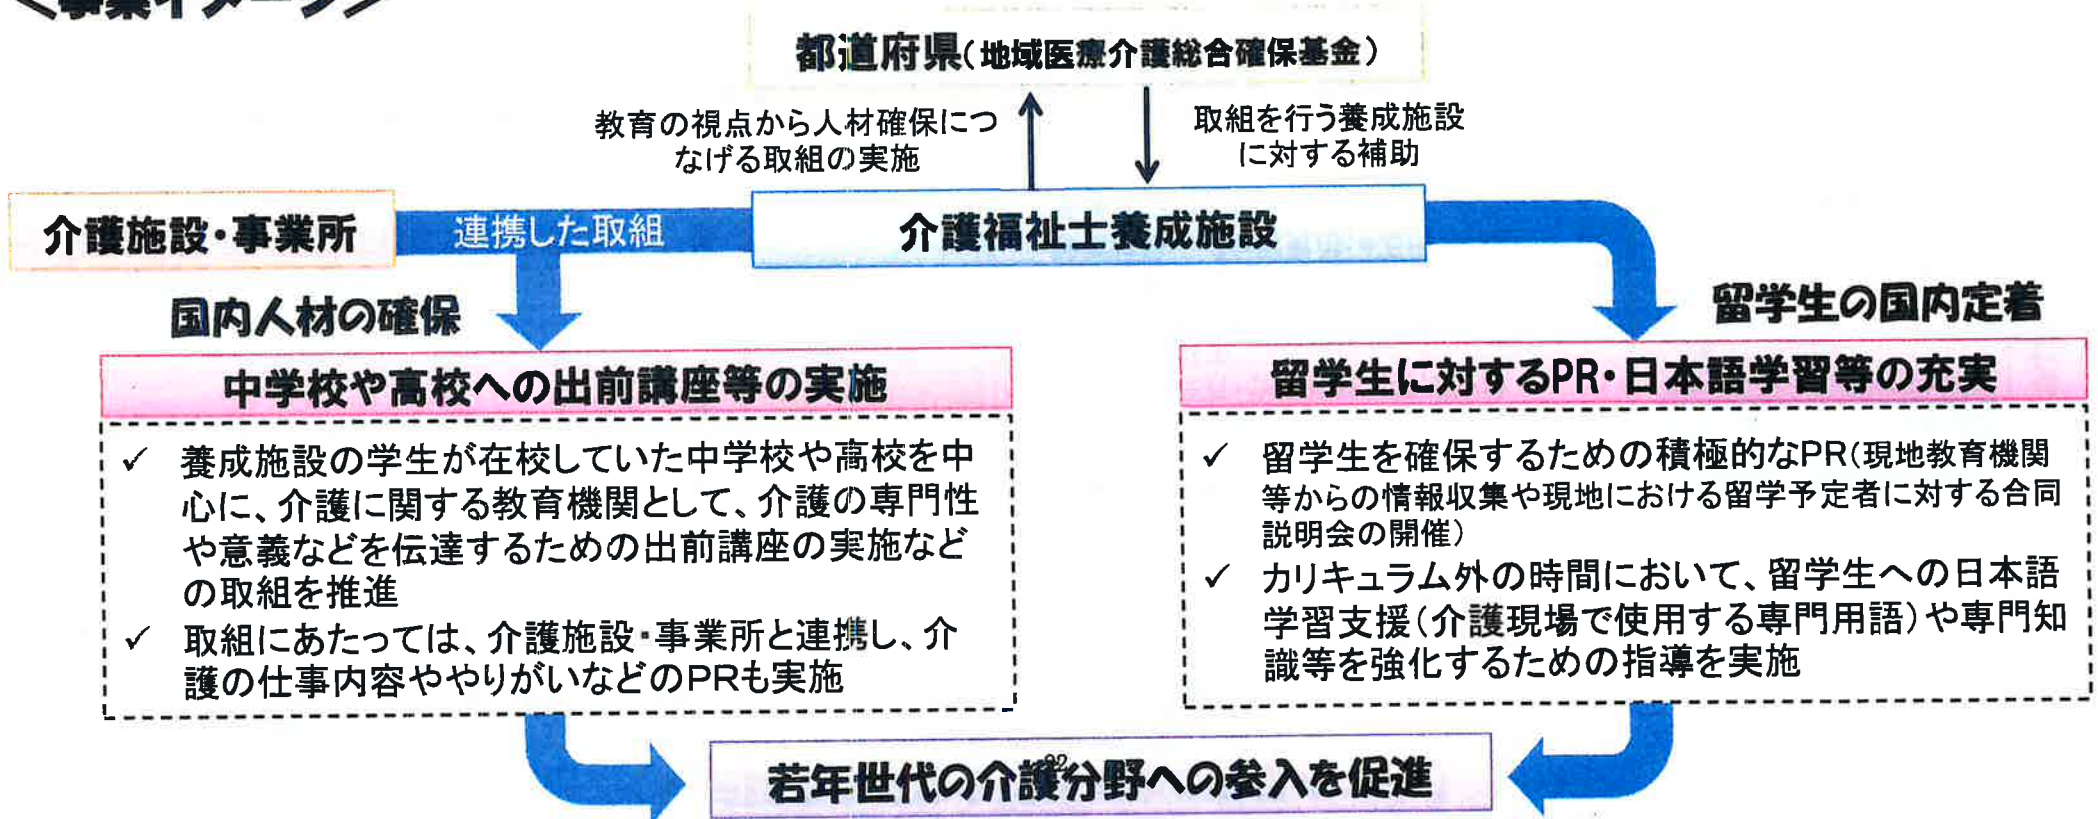 ＜事業イメージ＞
都道府県(地域医療介護総合確保基金)
教育の視点から人材確保につ
なげる取組の実施
取組を行う養成施設
に対する補助
介護施設・事業所
連携した取組
介護福祉士養成施設
国内人材の確保
留学生の国内定着
中学校や高校への出前講座等の実施
✓ 養成施設の学生が在校していた中学校や高校を中
心に、介護に関する教育機関として、介護の専門性
や意義などを伝達するための出前講座の実施など
の取組を推進
✓ 取組にあたっては、介護施設・事業所と連携し、介
護の仕事内容ややりがいなどのPRも実施
留学生に対するPR・日本語学習等の充実
✓ 留学生を確保するための積極的なPR(現地教育機関
等からの情報収集や現地における留学予定者に対する合同
説明会の開催)
✓ カリキュラム外の時間において、留学生への日本語
学習支援(介護現場で使用する専門用語)や専門知
識等を強化するための指導を実施
若年世代の介護分野への参入を促進